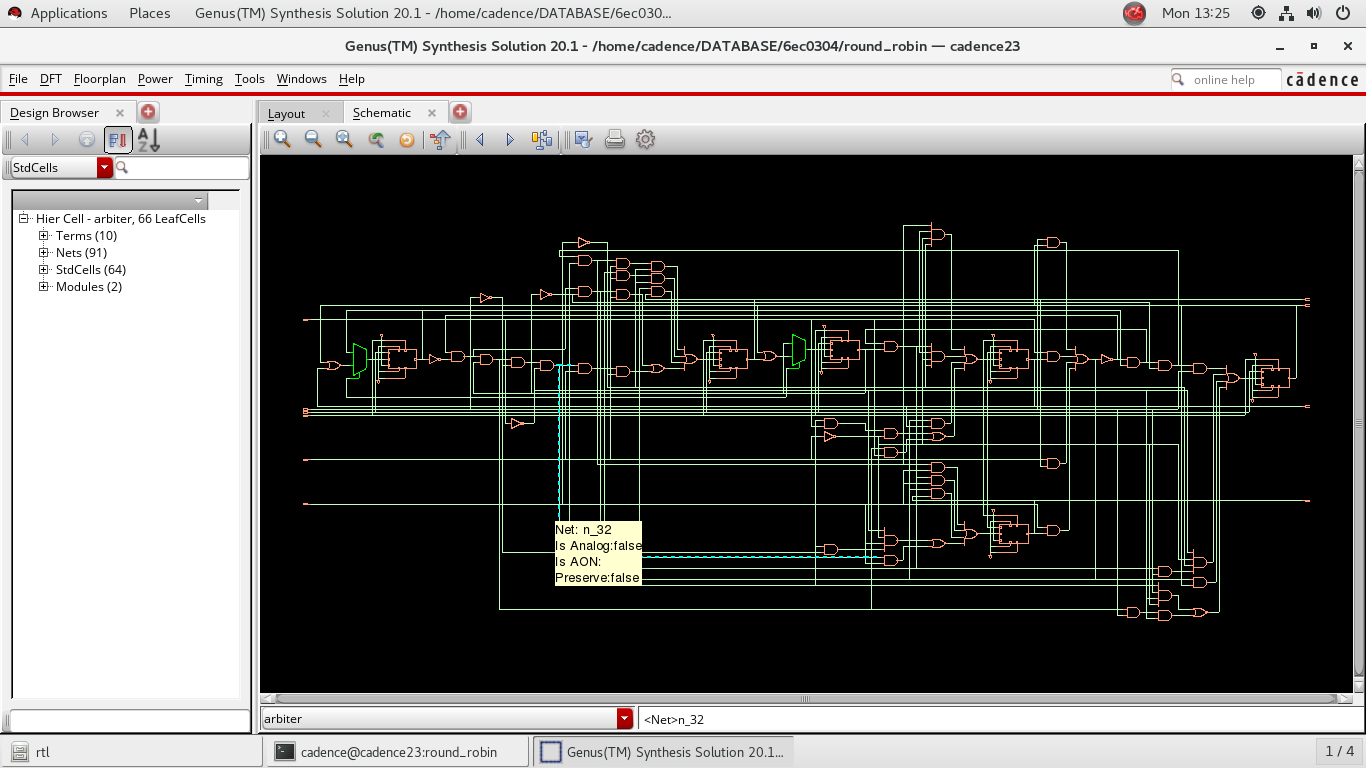 Applications Places Genus(TM) Synthesis Solution 20.1 - /home/cadence/DATABASE/6ec030... Mon 13:25
Genus(TM) Synthesis Solution 20.1 - /home/cadence/DATABASE/6ec0304/round_robin — cadence23
File DFT Floorplan Power Timing Tools Windows Help online help cādence
Design Browser Layout Schematic
A
Z
StdCells
Hier Cell - arbiter, 66 LeafCells
Terms (10)
Nets (91)
StdCells (64)
Modules (2)
Net: n_32
Is Analog:false
Is AON:
Preserve:false
arbiter <Net>n_32
rtl cadence@cadence23:round_robin Genus(TM) Synthesis Solution 20.1... 1 / 4